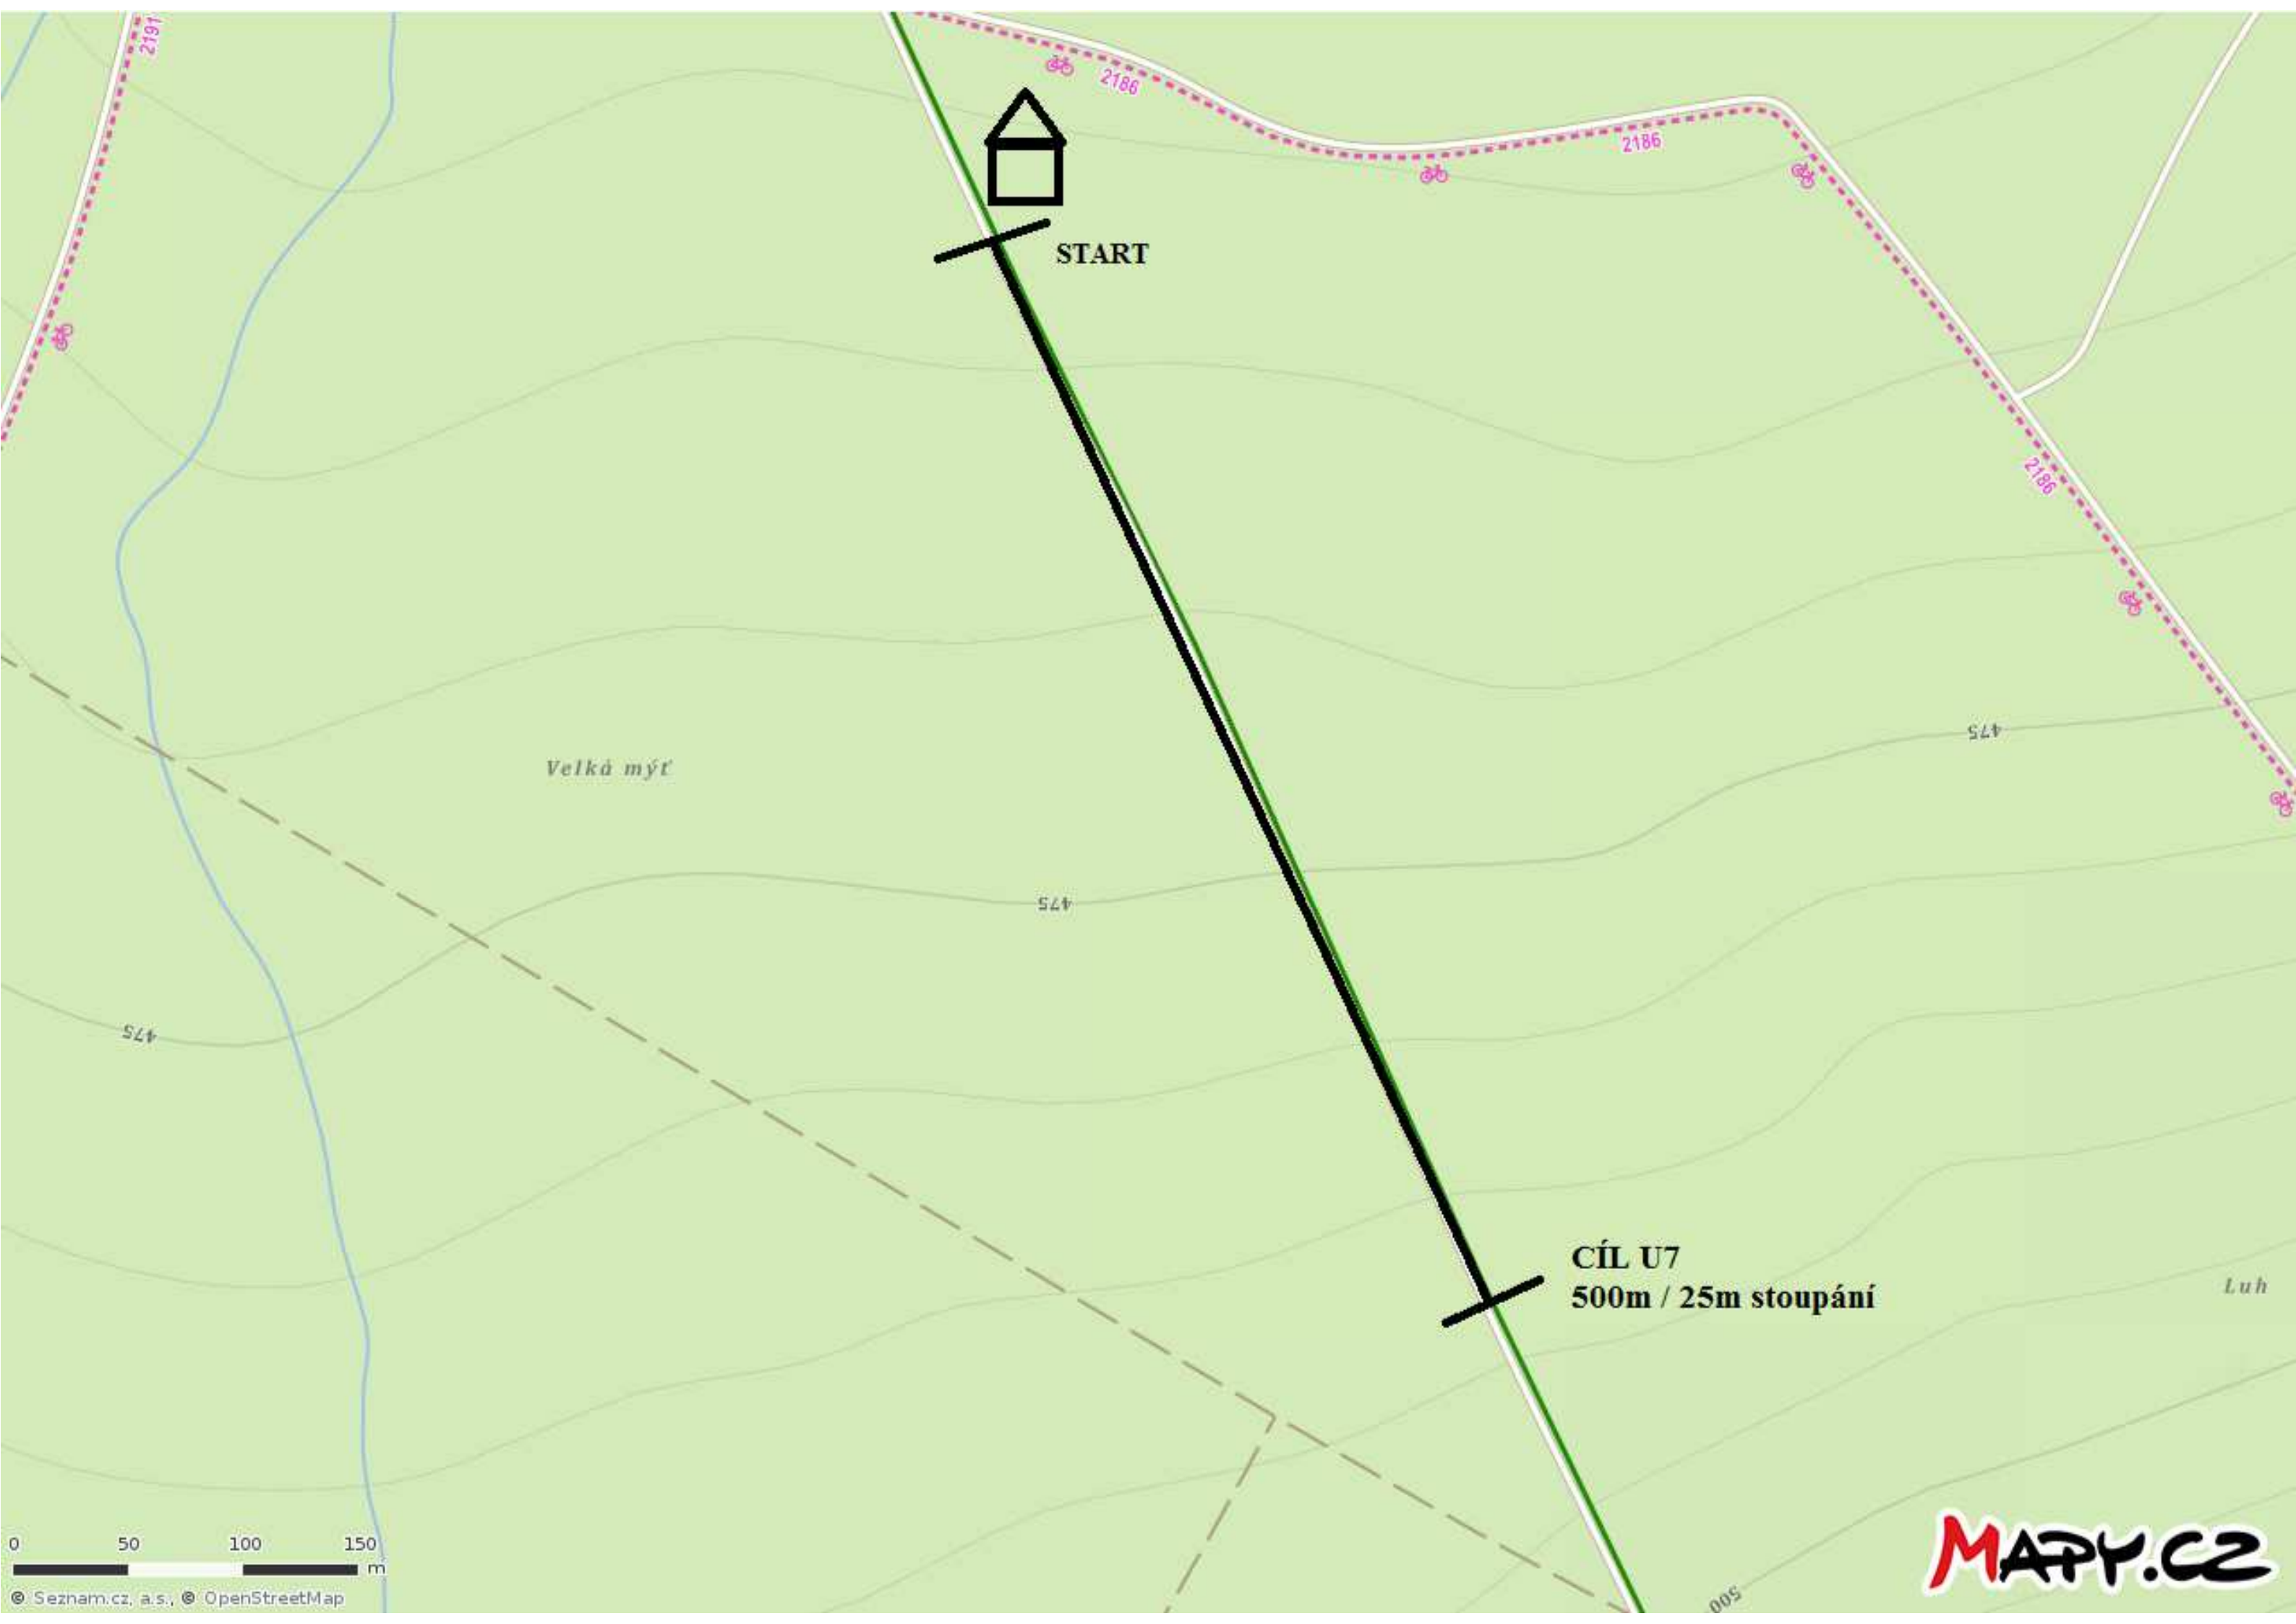 2191
2186
2186
START
2186
475
Velká mýť
475
475
CÍL U7
500m / 25m stoupání
Luh
0 50 100 150
m
500
MAPY.CZ
© Seznam.cz, a.s., © OpenStreetMap